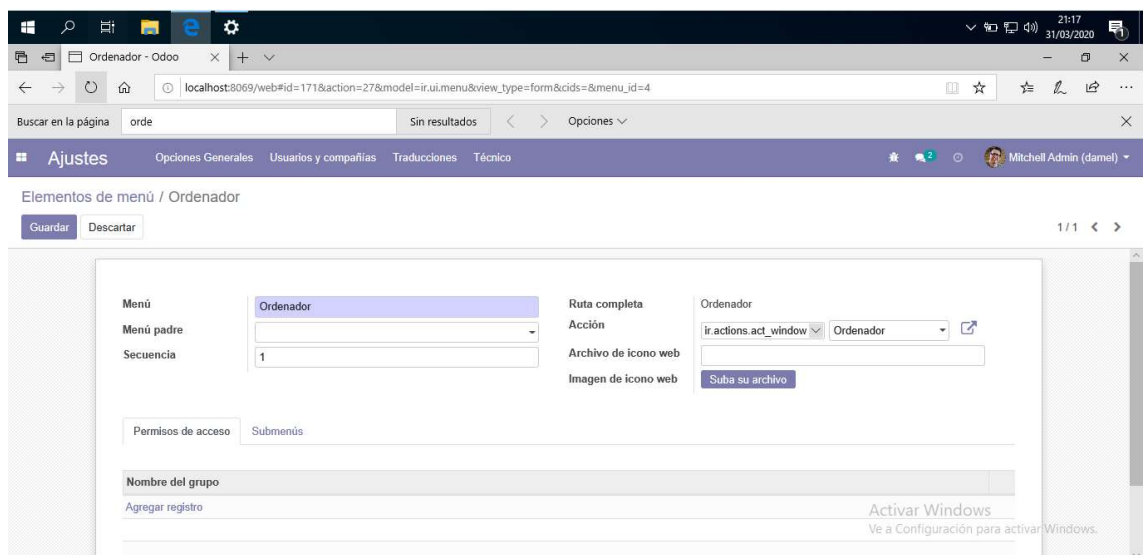 21:17
31/03/2020
Ordenador - Odoo
localhost:8069/web#id=171&action=27&model=ir.ui.menu&view_type=form&cids=&menu_id=4
Buscar en la página orde Sin resultados Opciones
Ajustes Opciones Generales Usuarios y compañías Traducciones Técnico 2 Mitchell Admin (damel)
Elementos de menú / Ordenador
Guardar Descartar 1 / 1
Menú Ordenador Ruta completa Ordenador
Menú padre Acción ir.actions.act_window Ordenador
Secuencia 1 Archivo de icono web
Imagen de icono web Suba su archivo
Permisos de acceso Submenús
Nombre del grupo
Agregar registro
Activar Windows
Ve a Configuración para activar Windows.